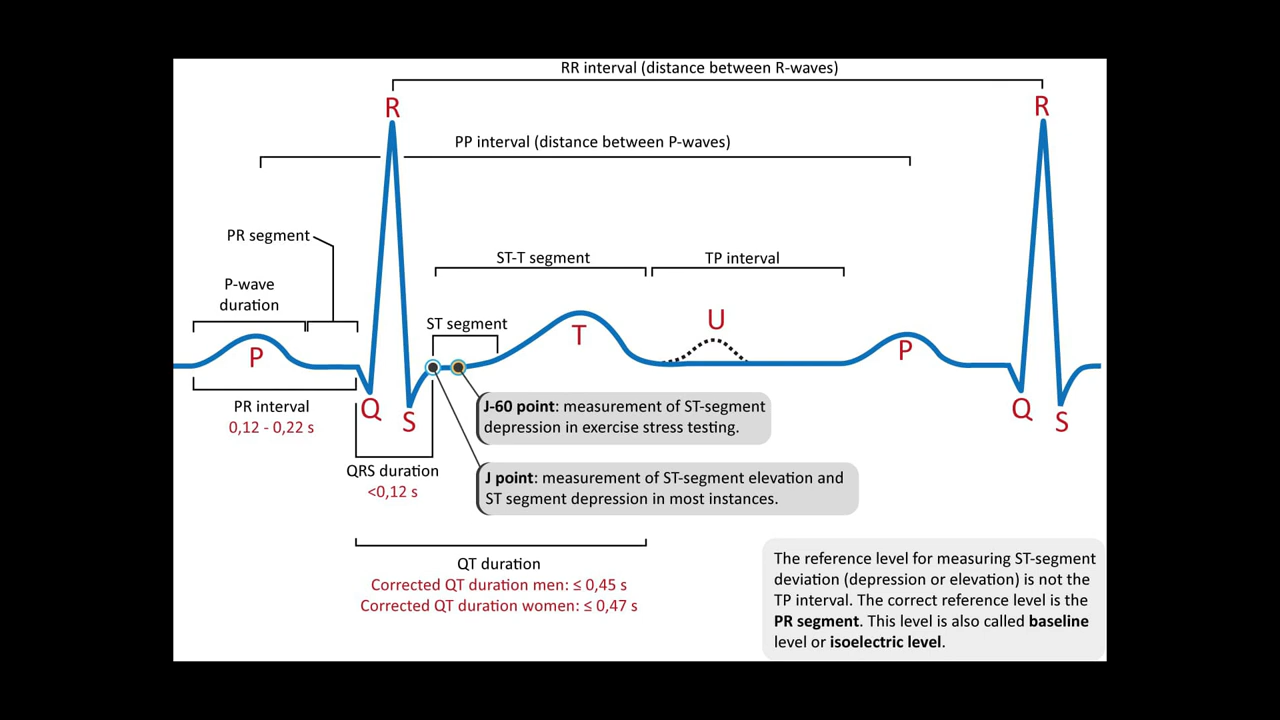 RR interval (distance between R-waves)
R
R
PP interval (distance between P-waves)
PR segment
ST-T segment
TP interval
P-wave
duration
ST segment
U
T
P
P
PR interval
0,12 - 0,22 s
Q
S
Q
S
J-60 point: measurement of ST-segment
depression in exercise stress testing.
QRS duration
<0,12 s
J point: measurement of ST-segment elevation and
ST segment depression in most instances.
QT duration
Corrected QT duration men: ≤ 0,45 s
Corrected QT duration women: ≤ 0,47 s
The reference level for measuring ST-segment
deviation (depression or elevation) is not the
TP interval. The correct reference level is the
PR segment. This level is also called baseline
level or isoelectric level.